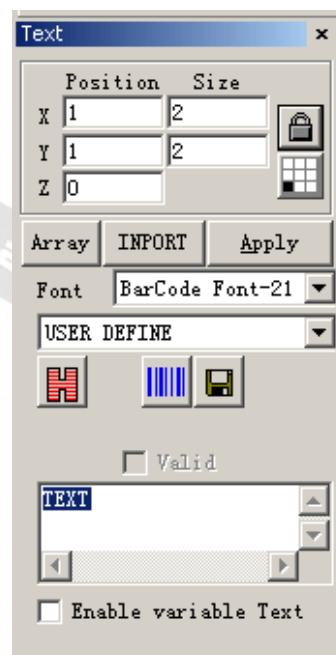 Text
Position Size
X 1 2
Y 1 2
Z 0
Array INPORT Apply
Font BarCode Font-21
USER DEFINE
Valid
TEXT
Enable variable Text